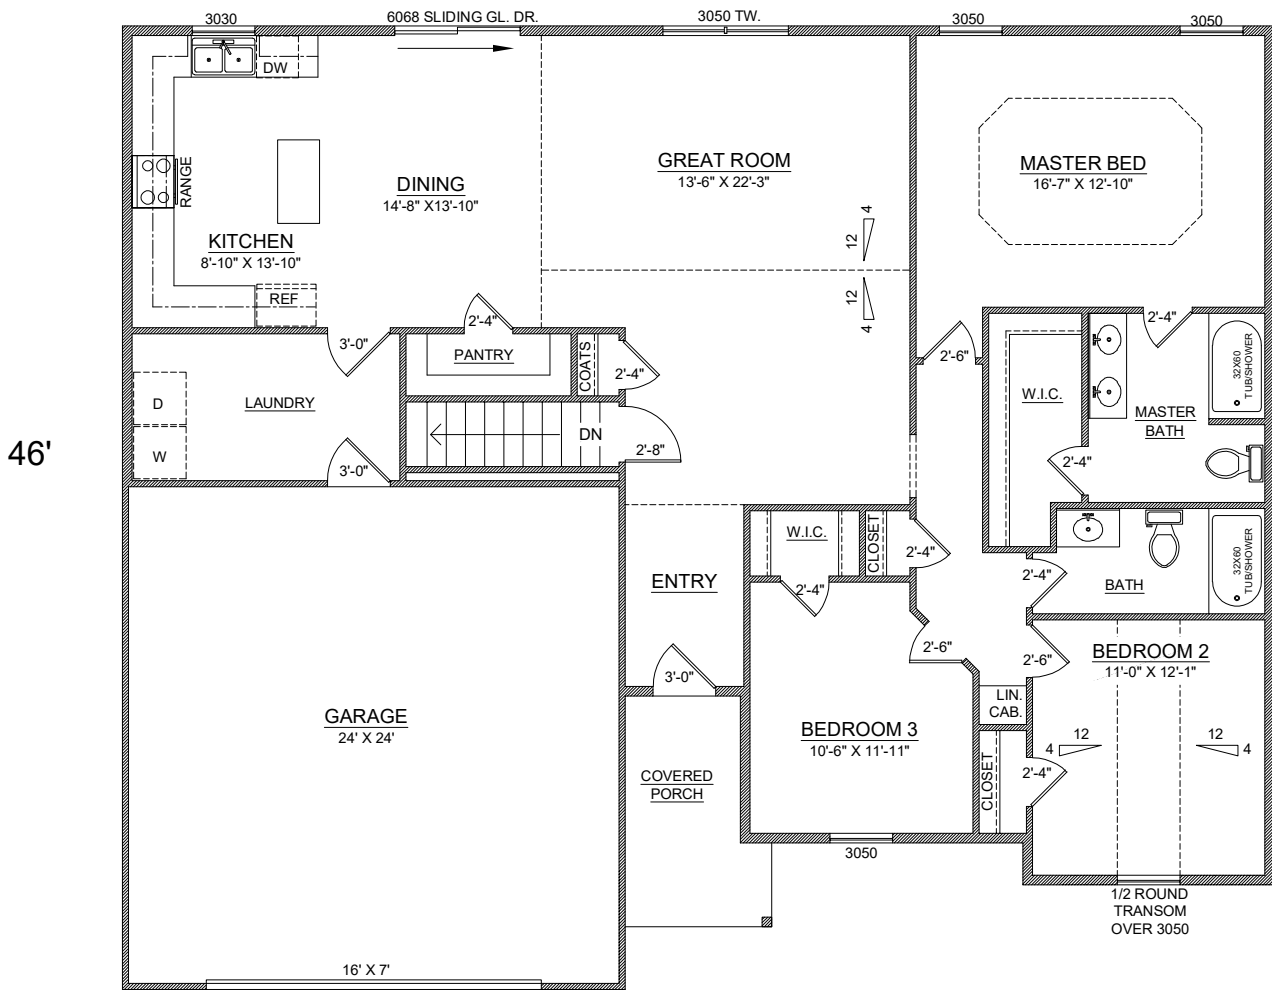 3030
6068 SLIDING GL. DR.
3050 TW.
3050
3050
DW
RANGE
KITCHEN
8'-10" X 13'-10"
REF
DINING
14'-8" X13'-10"
GREAT ROOM
13'-6" X 22'-3"
4
12
12
4
MASTER BED
16'-7" X 12'-10"
2'-4"
3'-0"
PANTRY
COATS
2'-4"
2'-6"
2'-4"
W.I.C.
32X60
TUB/SHOWER
MASTER
BATH
2'-4"
46'
D
W
LAUNDRY
3'-0"
DN
2'-8"
W.I.C.
2'-4"
CLOSET
2'-4"
2'-4"
BATH
32X60
TUB/SHOWER
ENTRY
3'-0"
2'-6"
2'-6"
BEDROOM 2
11'-0" X 12'-1"
LIN.
CAB.
GARAGE
24' X 24'
BEDROOM 3
10'-6" X 11'-11"
12
4
12
4
COVERED
PORCH
CLOSET
2'-4"
3050
1/2 ROUND
TRANSOM
OVER 3050
16' X 7'